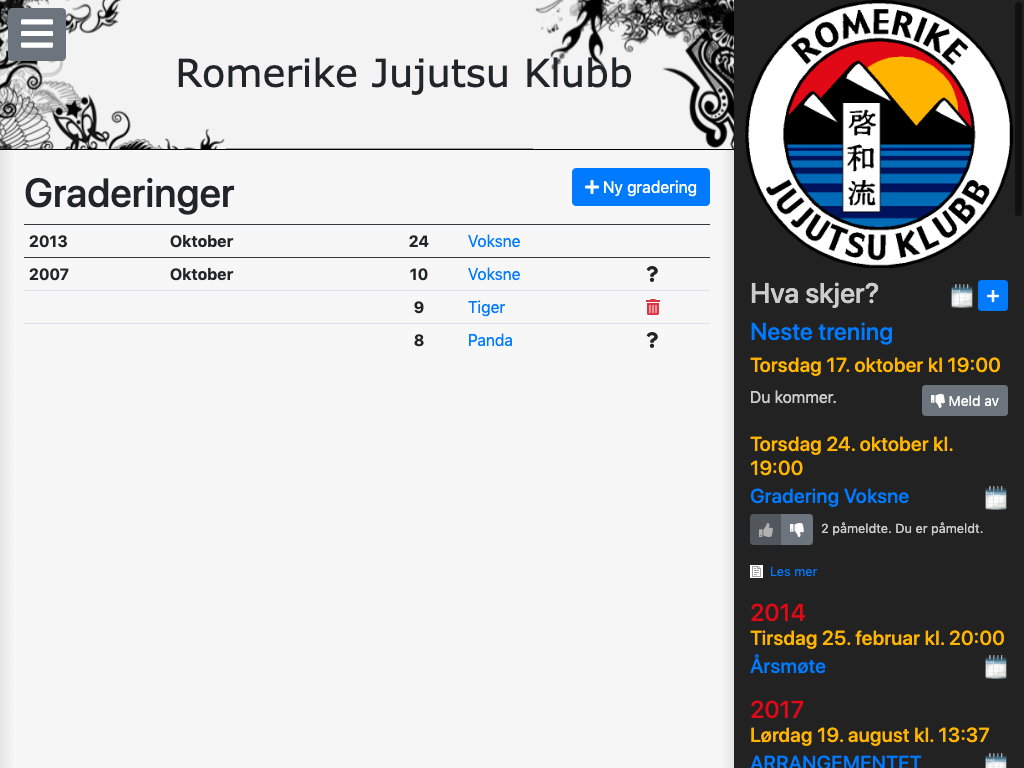 Romerike Jujutsu Klubb
Graderinger
Ny gradering
2013 Oktober 24 Voksne
2007 Oktober 10 Voksne ?
9 Tiger
8 Panda ?
ROMERIKE
啓和流
JUJUTSU KLUBB
Hva skjer?
+
Neste trening
Torsdag 17. oktober kl 19:00
Du kommer.
Meld av
Torsdag 24. oktober kl.
19:00
Gradering Voksne
2 påmeldte. Du er påmeldt.
Les mer
2014
Tirsdag 25. februar kl. 20:00
Årsmøte
2017
Lørdag 19. august kl. 13:37
ARRANGEMENTET